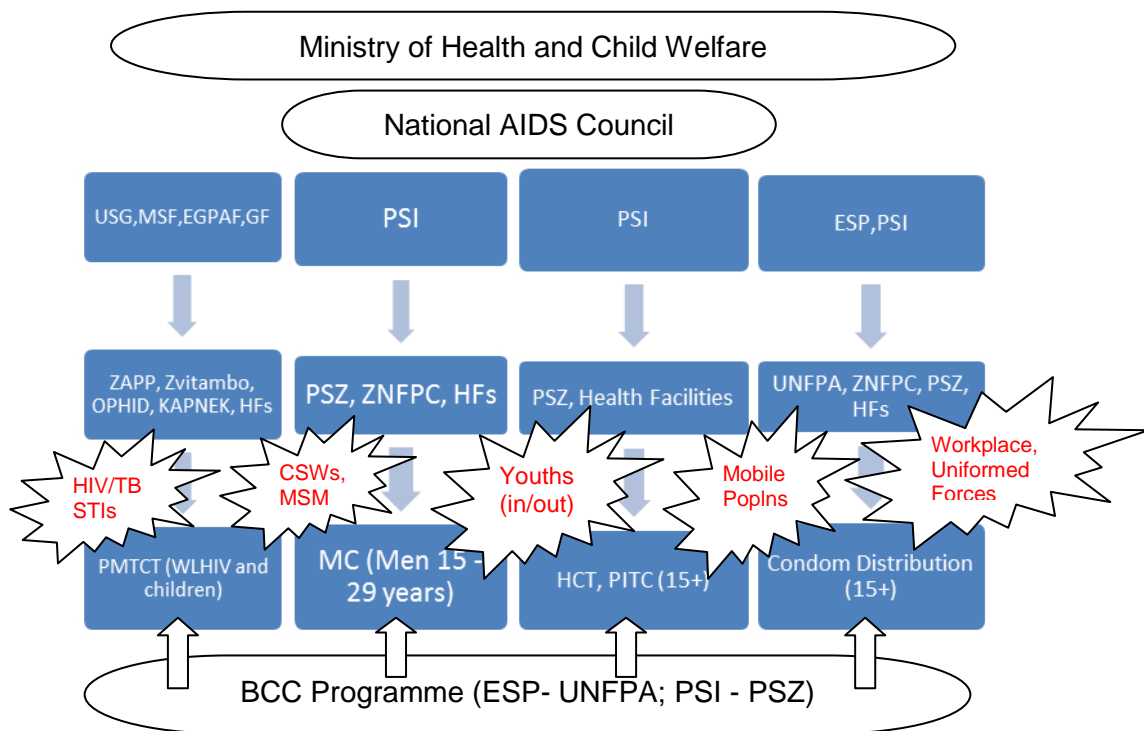 Ministry of Health and Child Welfare
National AIDS Council
USG,MSF,EGPAF,GF
PSI
PSI
ESP,PSI
ZAPP, Zvitambo,
OPHID, KAPNEK, HFs
PSZ, ZNFPC, HFs
PSZ, Health Facilities
UNFPA, ZNFPC, PSZ,
HFs
HIV/TB
STIs
CSWs,
MSM
Youths
(in/out)
Mobile
Poplns
Workplace,
Uniformed
Forces
PMTCT (WLHIV and
children)
MC (Men 15 -
29 years)
HCT, PITC (15+)
Condom Distribution
(15+)
BCC Programme (ESP- UNFPA; PSI - PSZ)